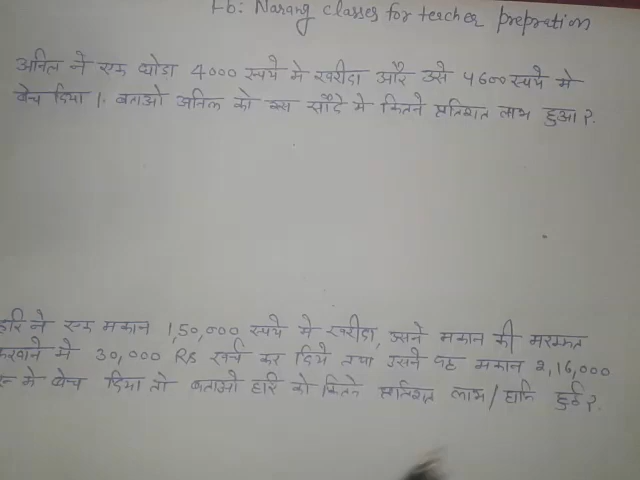 Fb: Narang classes for teacher prepretion
अनिल ने एक घोडा 4000 रूपये मे खरीदा और उसे 4600 रूपये मे
बेच दिया । बताओ अनिल को इस सौदे मे कितने प्रतिशत लाभ हुआ ?
हरि ने एक मकान 1,50,000 रूपये मे खरीदा, उसने मकान की मरम्मत
करवाने मे 30,000 Rs खर्च कर दिये तथा उसने यह मकान 2,16,000
मे बेच दिया तो बताओ हरि को कितने प्रतिशत लाभ / हानि हुई ?